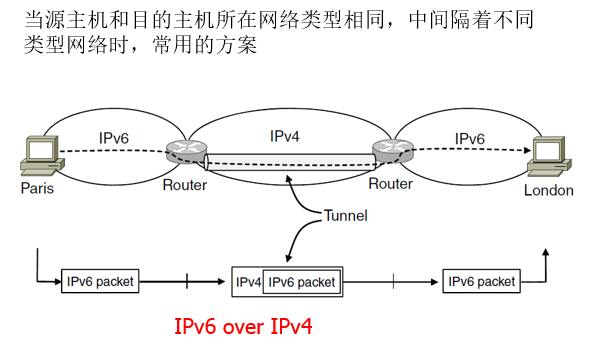 当源主机和目的主机所在网络类型相同，中间隔着不同
类型网络时，常用的方案
IPv6
IPv4
IPv6
Paris
Router
Router
London
Tunnel
IPv6 packet
IPv4 IPv6 packet
IPv6 packet
IPv6 over IPv4